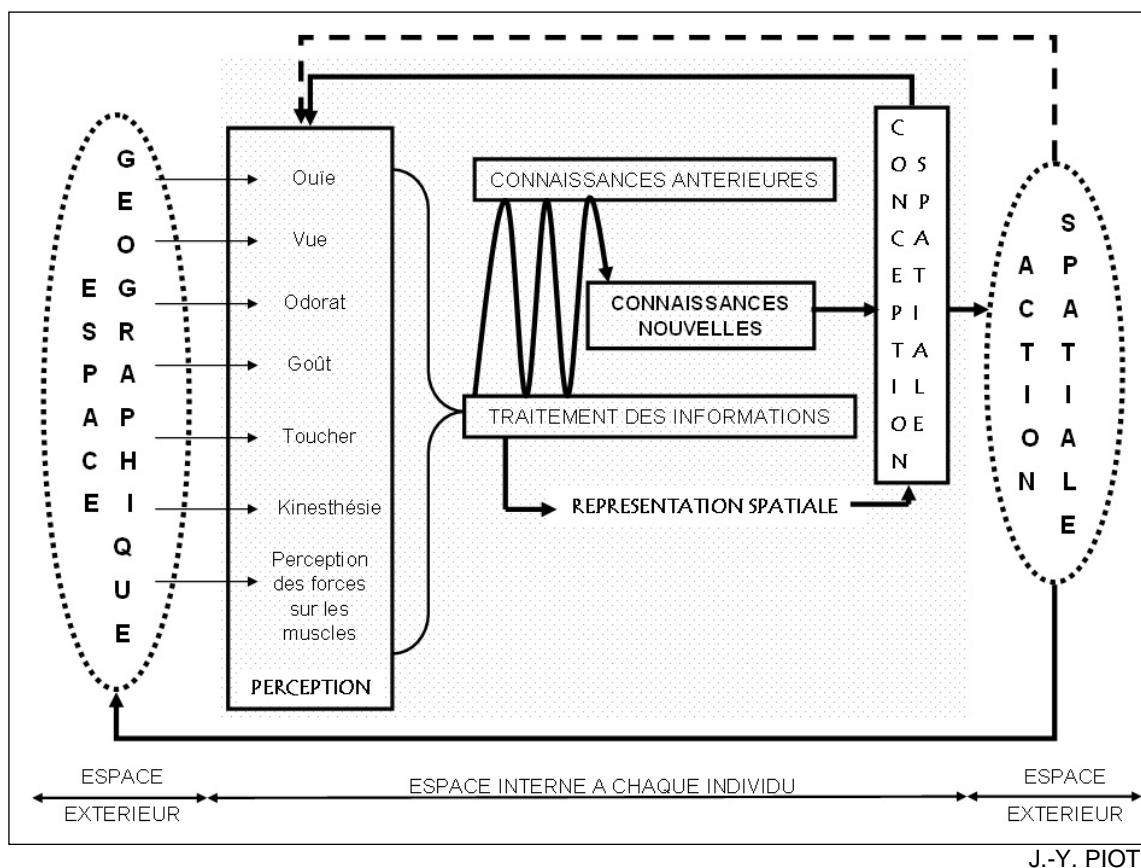 ESPACE
GEOGRAPHIQUE
Ouïe
Vue
Odorat
Goût
Toucher
Kinesthésie
Perception
des forces
sur les
muscles
PERCEPTION
CONNAISSANCES ANTERIEURES
CONNAISSANCES
NOUVELLES
TRAITEMENT DES INFORMATIONS
REPRESENTATION SPATIALE
CONCEPTION
SPATIALE
ACTION
SPATIALE
ESPACE
EXTERIEUR
ESPACE INTERNE A CHAQUE INDIVIDU
ESPACE
EXTERIEUR
J.-Y. PIOT